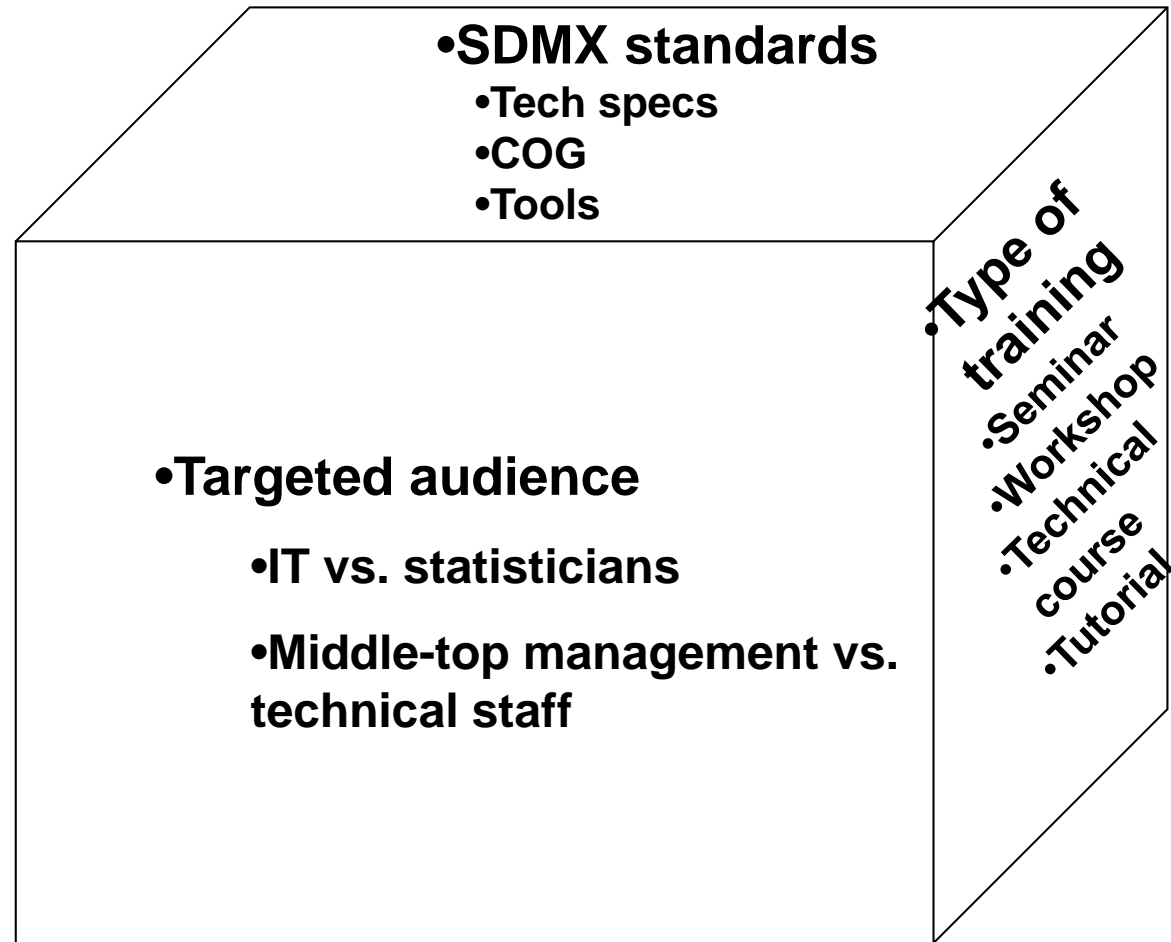 •SDMX standards
•Tech specs
•COG
•Tools
•Targeted audience
•IT vs. statisticians
•Middle-top management vs.
technical staff
•Type of
training
•Seminar
•Workshop
•Technical
course
•Tutorial